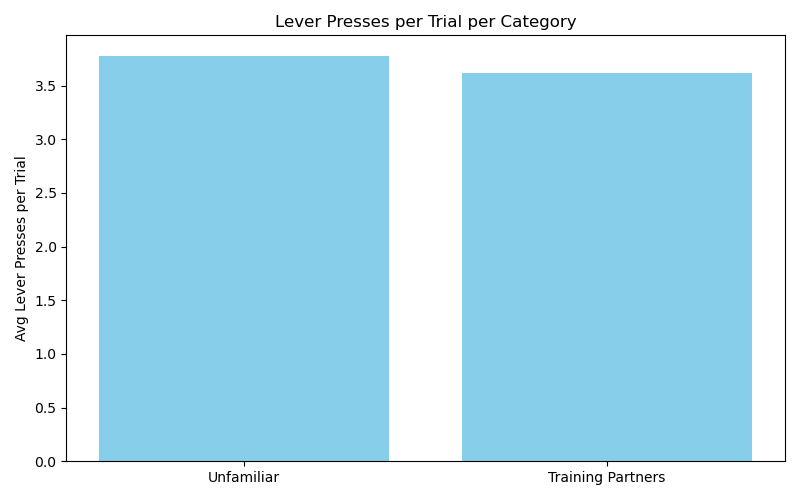 Lever Presses per Trial per Category
Avg Lever Presses per Trial
3.5
3.0
2.5
2.0
1.5
1.0
0.5
0.0
Unfamiliar
Training Partners